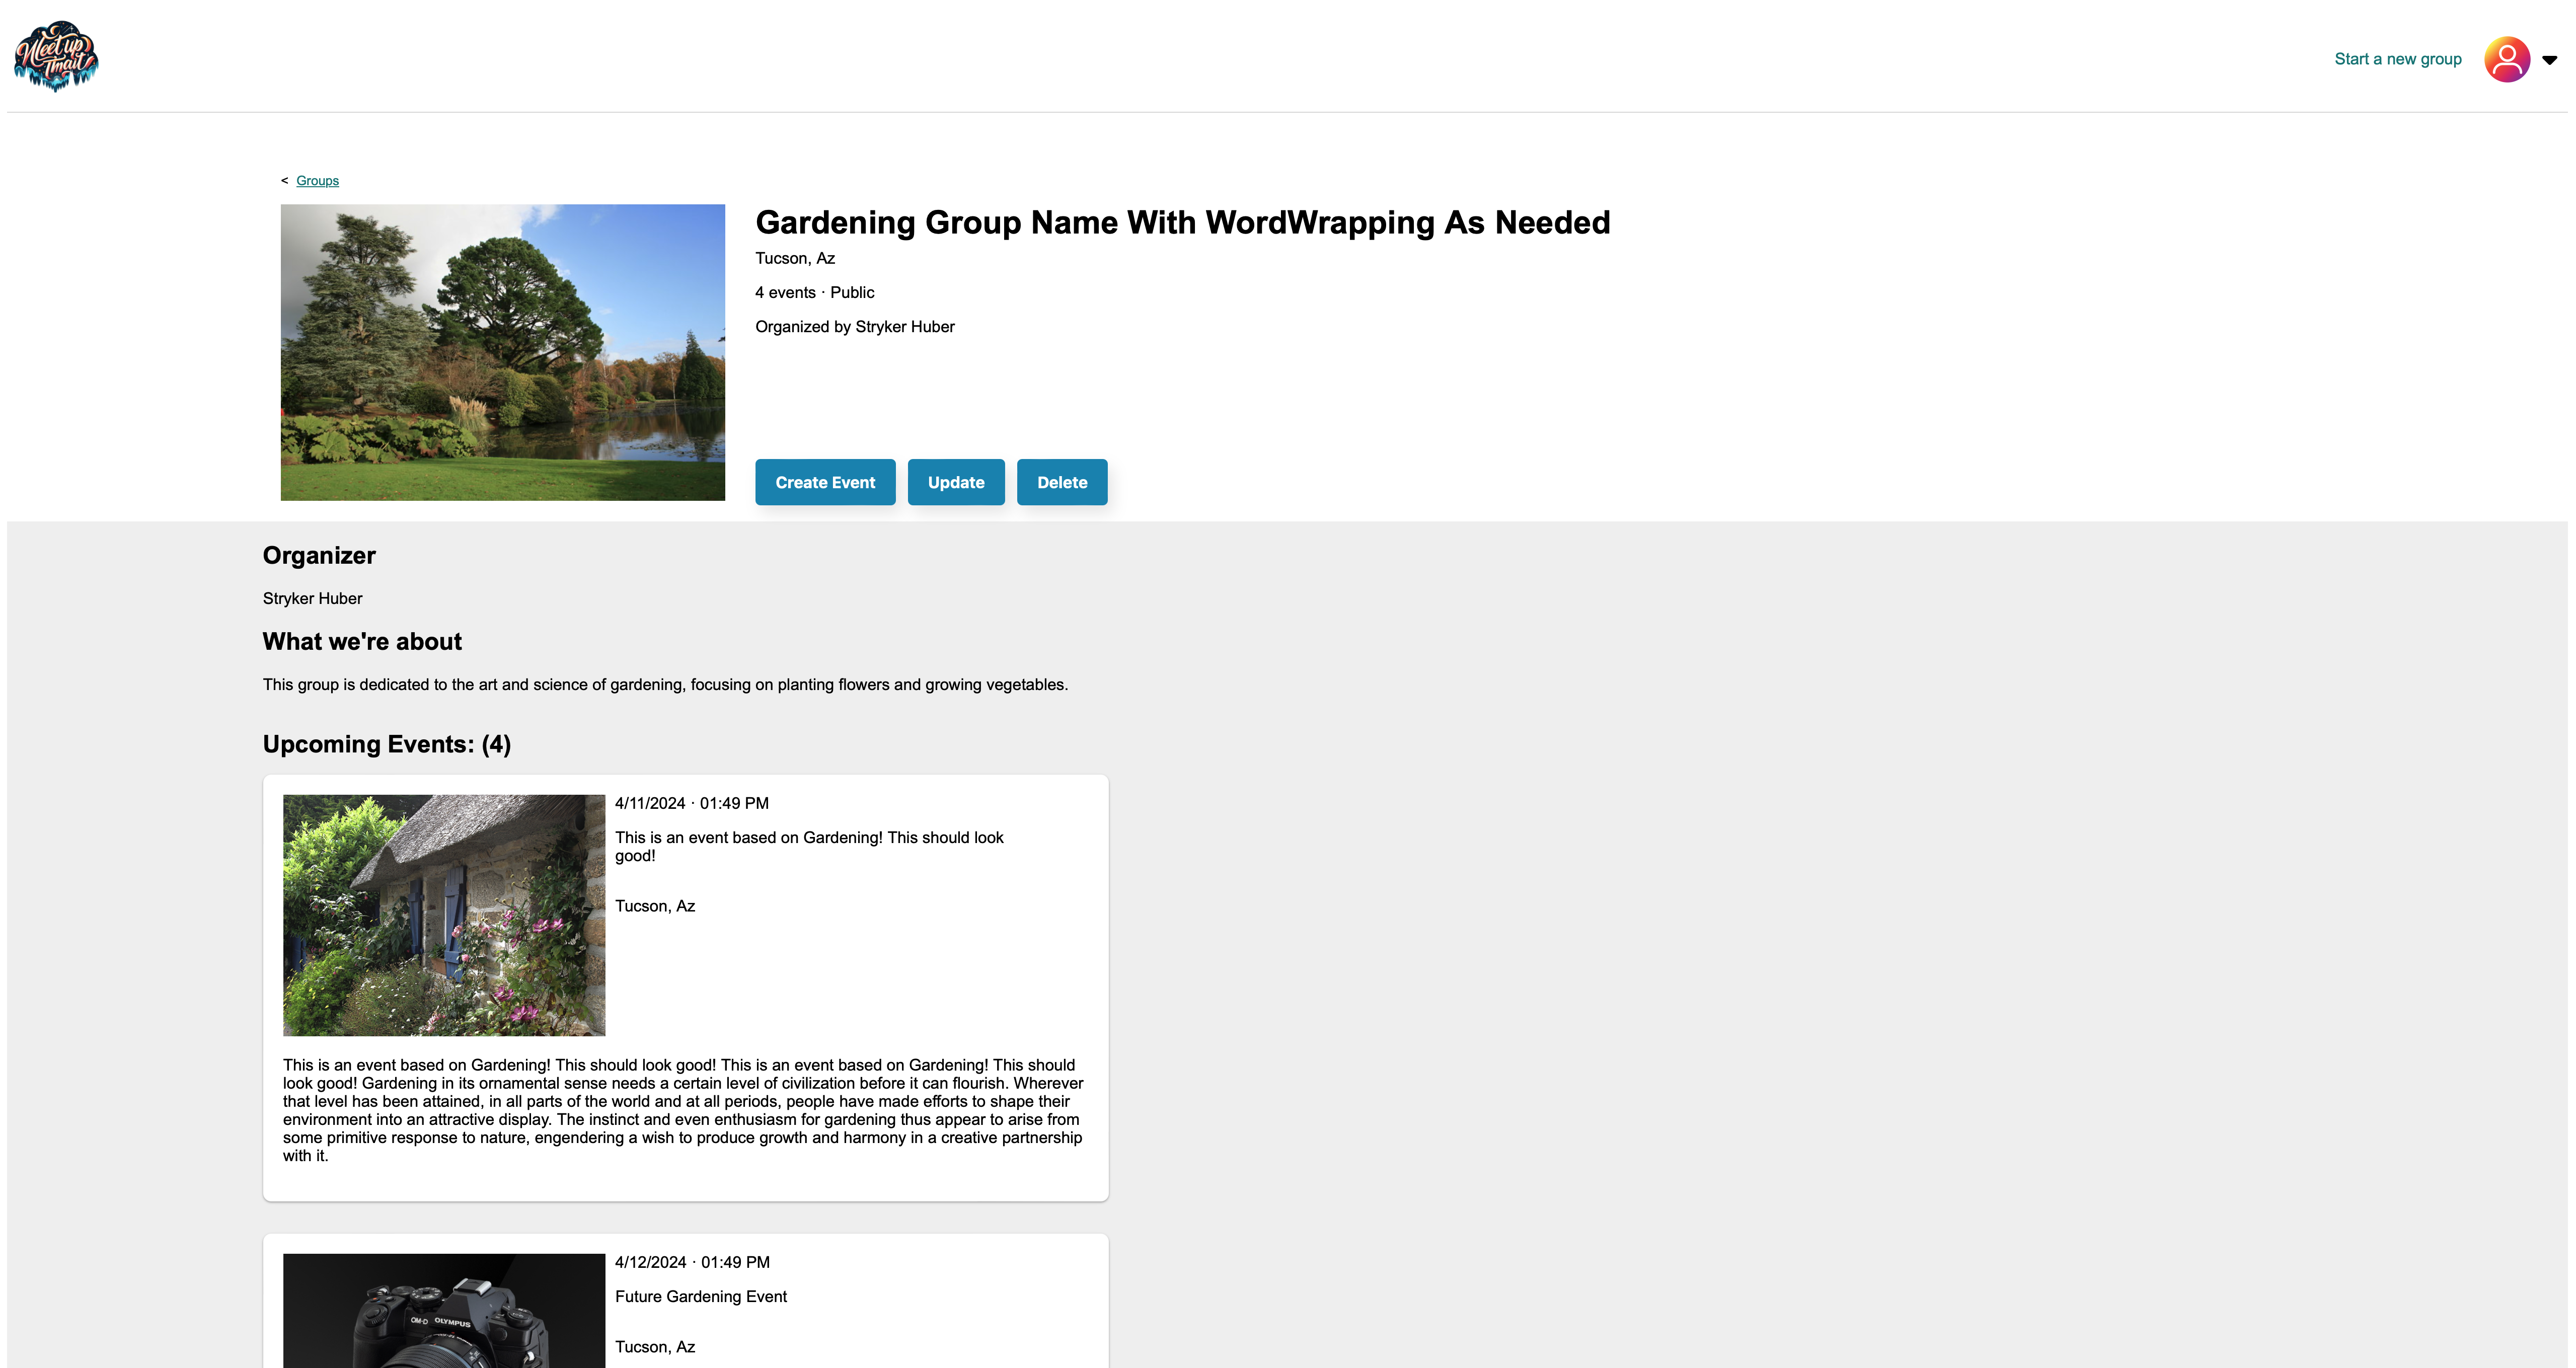 Meetup
Tmait
Start a new group
< Groups
Gardening Group Name With WordWrapping As Needed
Tucson, Az
4 events · Public
Organized by Stryker Huber
Create Event
Update
Delete
Organizer
Stryker Huber
What we're about
This group is dedicated to the art and science of gardening, focusing on planting flowers and growing vegetables.
Upcoming Events: (4)
4/11/2024 · 01:49 PM
This is an event based on Gardening! This should look
good!
Tucson, Az
This is an event based on Gardening! This should look good! This is an event based on Gardening! This should
look good! Gardening in its ornamental sense needs a certain level of civilization before it can flourish. Wherever
that level has been attained, in all parts of the world and at all periods, people have made efforts to shape their
environment into an attractive display. The instinct and even enthusiasm for gardening thus appear to arise from
some primitive response to nature, engendering a wish to produce growth and harmony in a creative partnership
with it.
4/12/2024 · 01:49 PM
Future Gardening Event
Tucson, Az
OM-D OLYMPUS